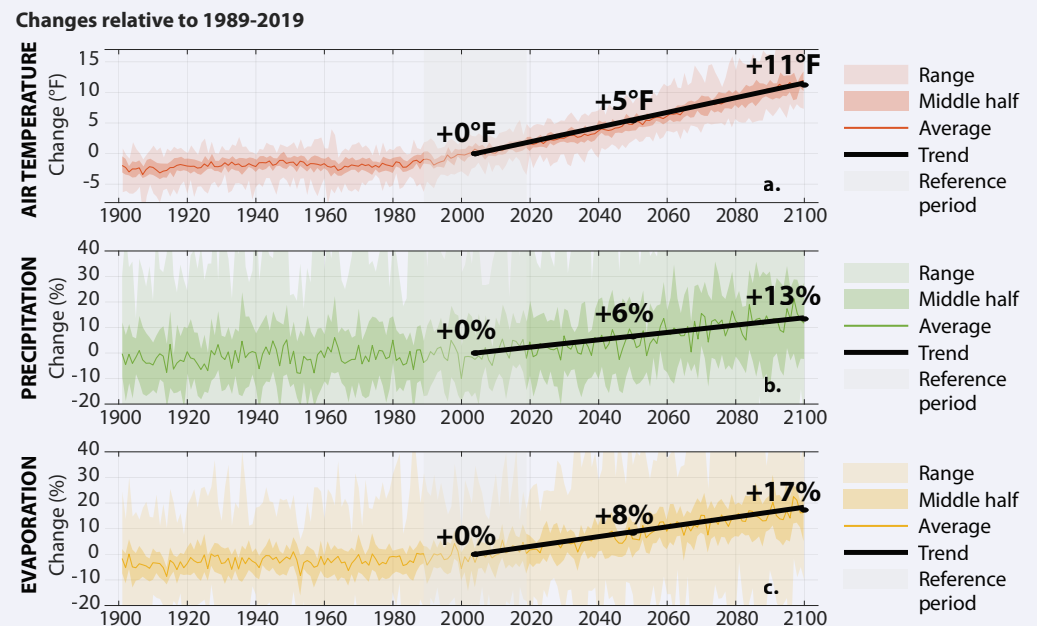 Changes relative to 1989-2019
AIR TEMPERATURE
Change (°F)
15
10
5
0
-5
+0°F
+5°F
+11°F
a.
1900 1920 1940 1960 1980 2000 2020 2040 2060 2080 2100
Range
Middle half
Average
Trend
Reference
period
PRECIPITATION
Change (%)
40
30
20
10
0
-10
-20
+0%
+6%
+13%
b.
1900 1920 1940 1960 1980 2000 2020 2040 2060 2080 2100
Range
Middle half
Average
Trend
Reference
period
EVAPORATION
Change (%)
40
30
20
10
0
-10
-20
+0%
+8%
+17%
c.
1900 1920 1940 1960 1980 2000 2020 2040 2060 2080 2100
Range
Middle half
Average
Trend
Reference
period